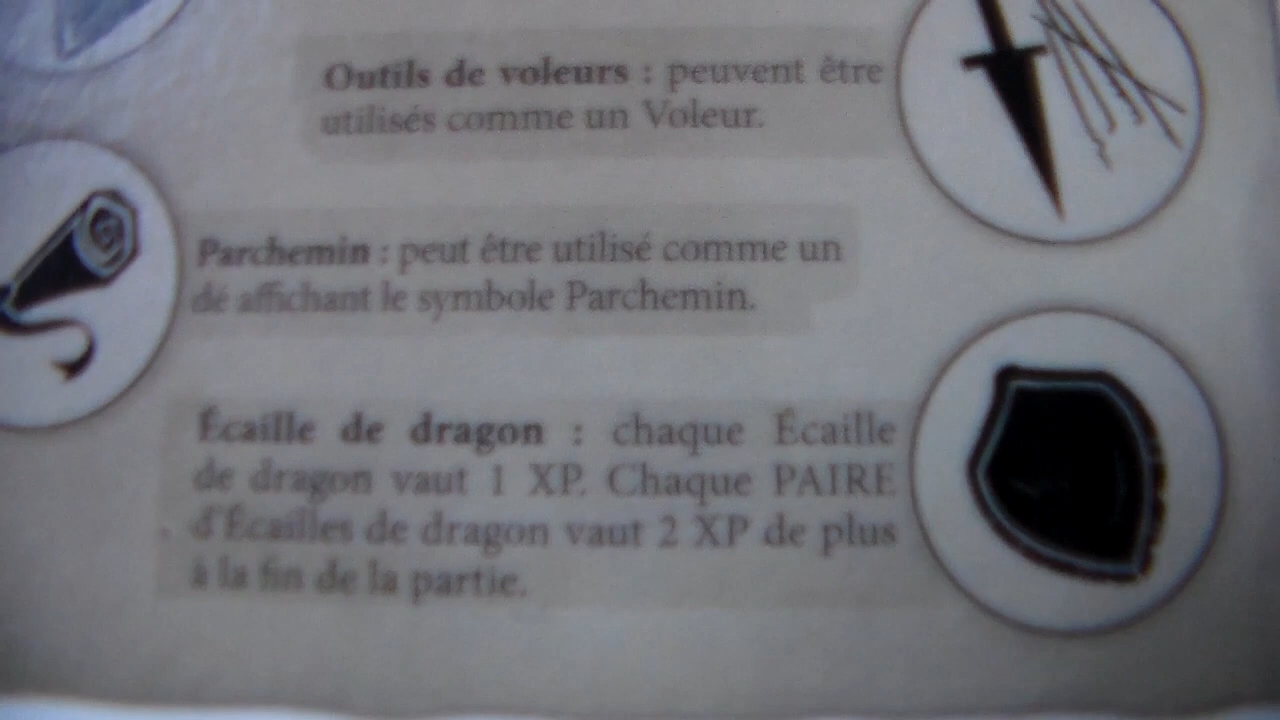 Outils de voleurs : peuvent être
utilisés comme un Voleur.
Parchemin : peut être utilisé comme un
dé affichant le symbole Parchemin.
Écaille de dragon : chaque Écaille
de dragon vaut 1 XP. Chaque PAIRE
d'Écailles de dragon vaut 2 XP de plus
à la fin de la partie.